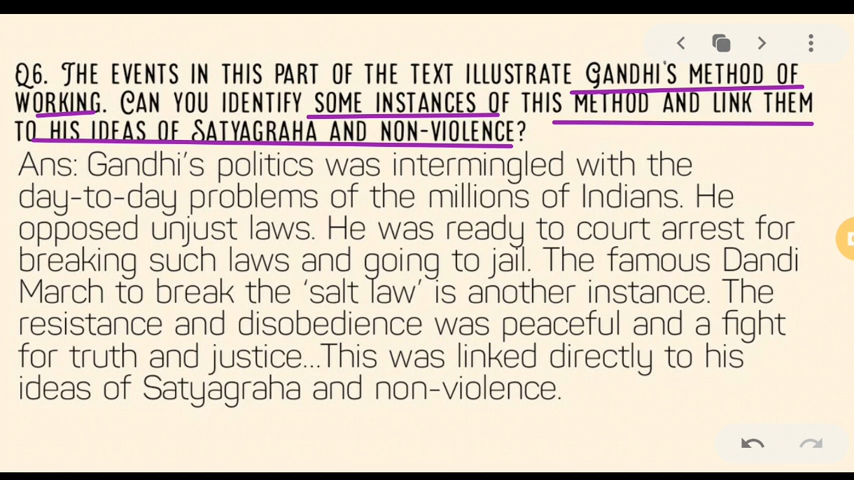 Q6. The events in this part of the text illustrate Gandhi's method of
working. Can you identify some instances of this method and link them
to his ideas of Satyagraha and non-violence?
Ans: Gandhi's politics was intermingled with the
day-to-day problems of the millions of Indians. He
opposed unjust laws. He was ready to court arrest for
breaking such laws and going to jail. The famous Dandi
March to break the 'salt law' is another instance. The
resistance and disobedience was peaceful and a fight
for truth and justice...This was linked directly to his
ideas of Satyagraha and non-violence.